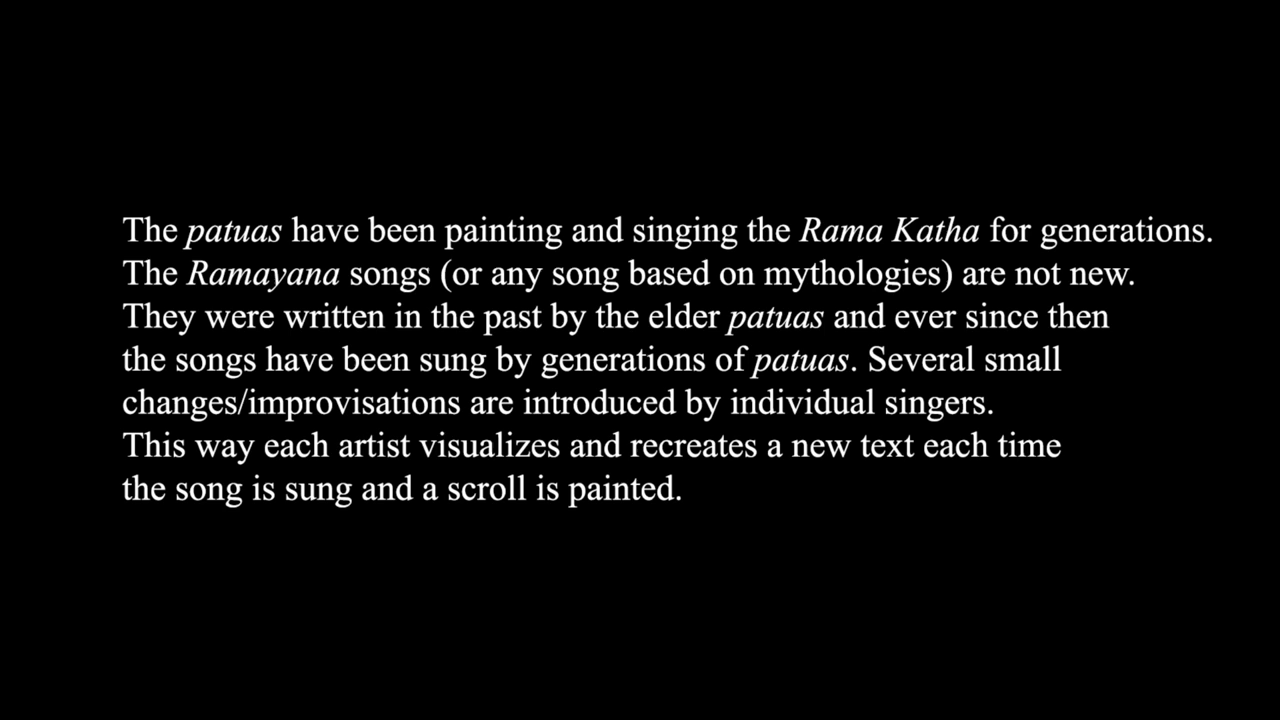 The patuas have been painting and singing the Rama Katha for generations.
The Ramayana songs (or any song based on mythologies) are not new.
They were written in the past by the elder patuas and ever since then
the songs have been sung by generations of patuas. Several small
changes/improvisations are introduced by individual singers.
This way each artist visualizes and recreates a new text each time
the song is sung and a scroll is painted.